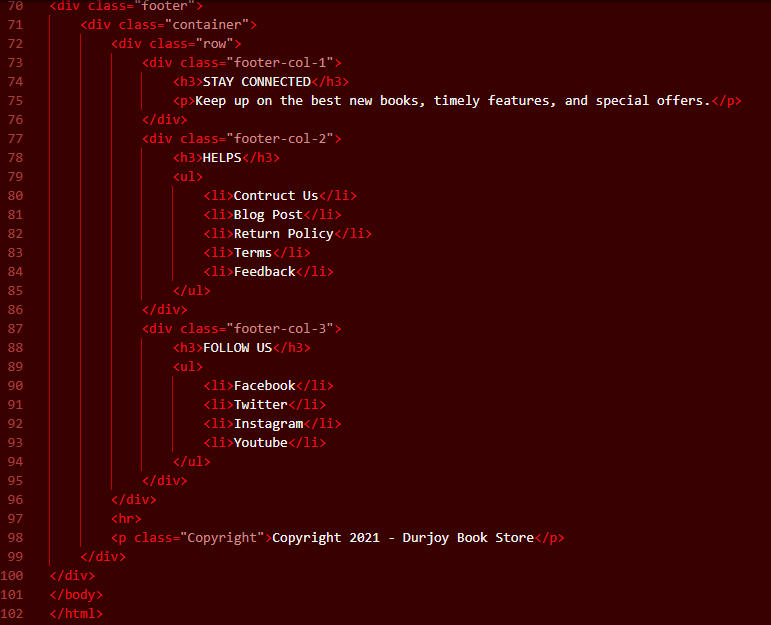 70 <div class="footer">
71 <div class="container">
72 <div class="row">
73 <div class="footer-col-1">
74 <h3>STAY CONNECTED</h3>
75 <p>Keep up on the best new books, timely features, and special offers.</p>
76 </div>
77 <div class="footer-col-2">
78 <h3>HELPS</h3>
79 <ul>
80 <li>Contruct Us</li>
81 <li>Blog Post</li>
82 <li>Return Policy</li>
83 <li>Terms</li>
84 <li>Feedback</li>
85 </ul>
86 </div>
87 <div class="footer-col-3">
88 <h3>FOLLOW US</h3>
89 <ul>
90 <li>Facebook</li>
91 <li>Twitter</li>
92 <li>Instagram</li>
93 <li>Youtube</li>
94 </ul>
95 </div>
96 </div>
97 <hr>
98 <p class="Copyright">Copyright 2021 - Durjoy Book Store</p>
99 </div>
100 </div>
101 </body>
102 </html>